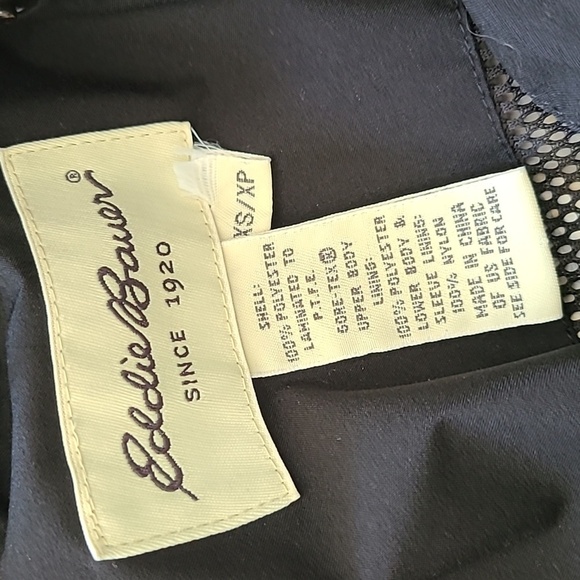 Eddie Bauer®
SINCE 1920
XS/XP
SHELL:
100% POLYESTER
LAMINATED TO
P.T.F.E.
GORE-TEX®
UPPER BODY
LINING:
100% POLYESTER
LOWER BODY &
SLEEVE LINING:
100% NYLON
MADE IN CHINA
OF US FABRIC
SEE SIDE FOR CARE